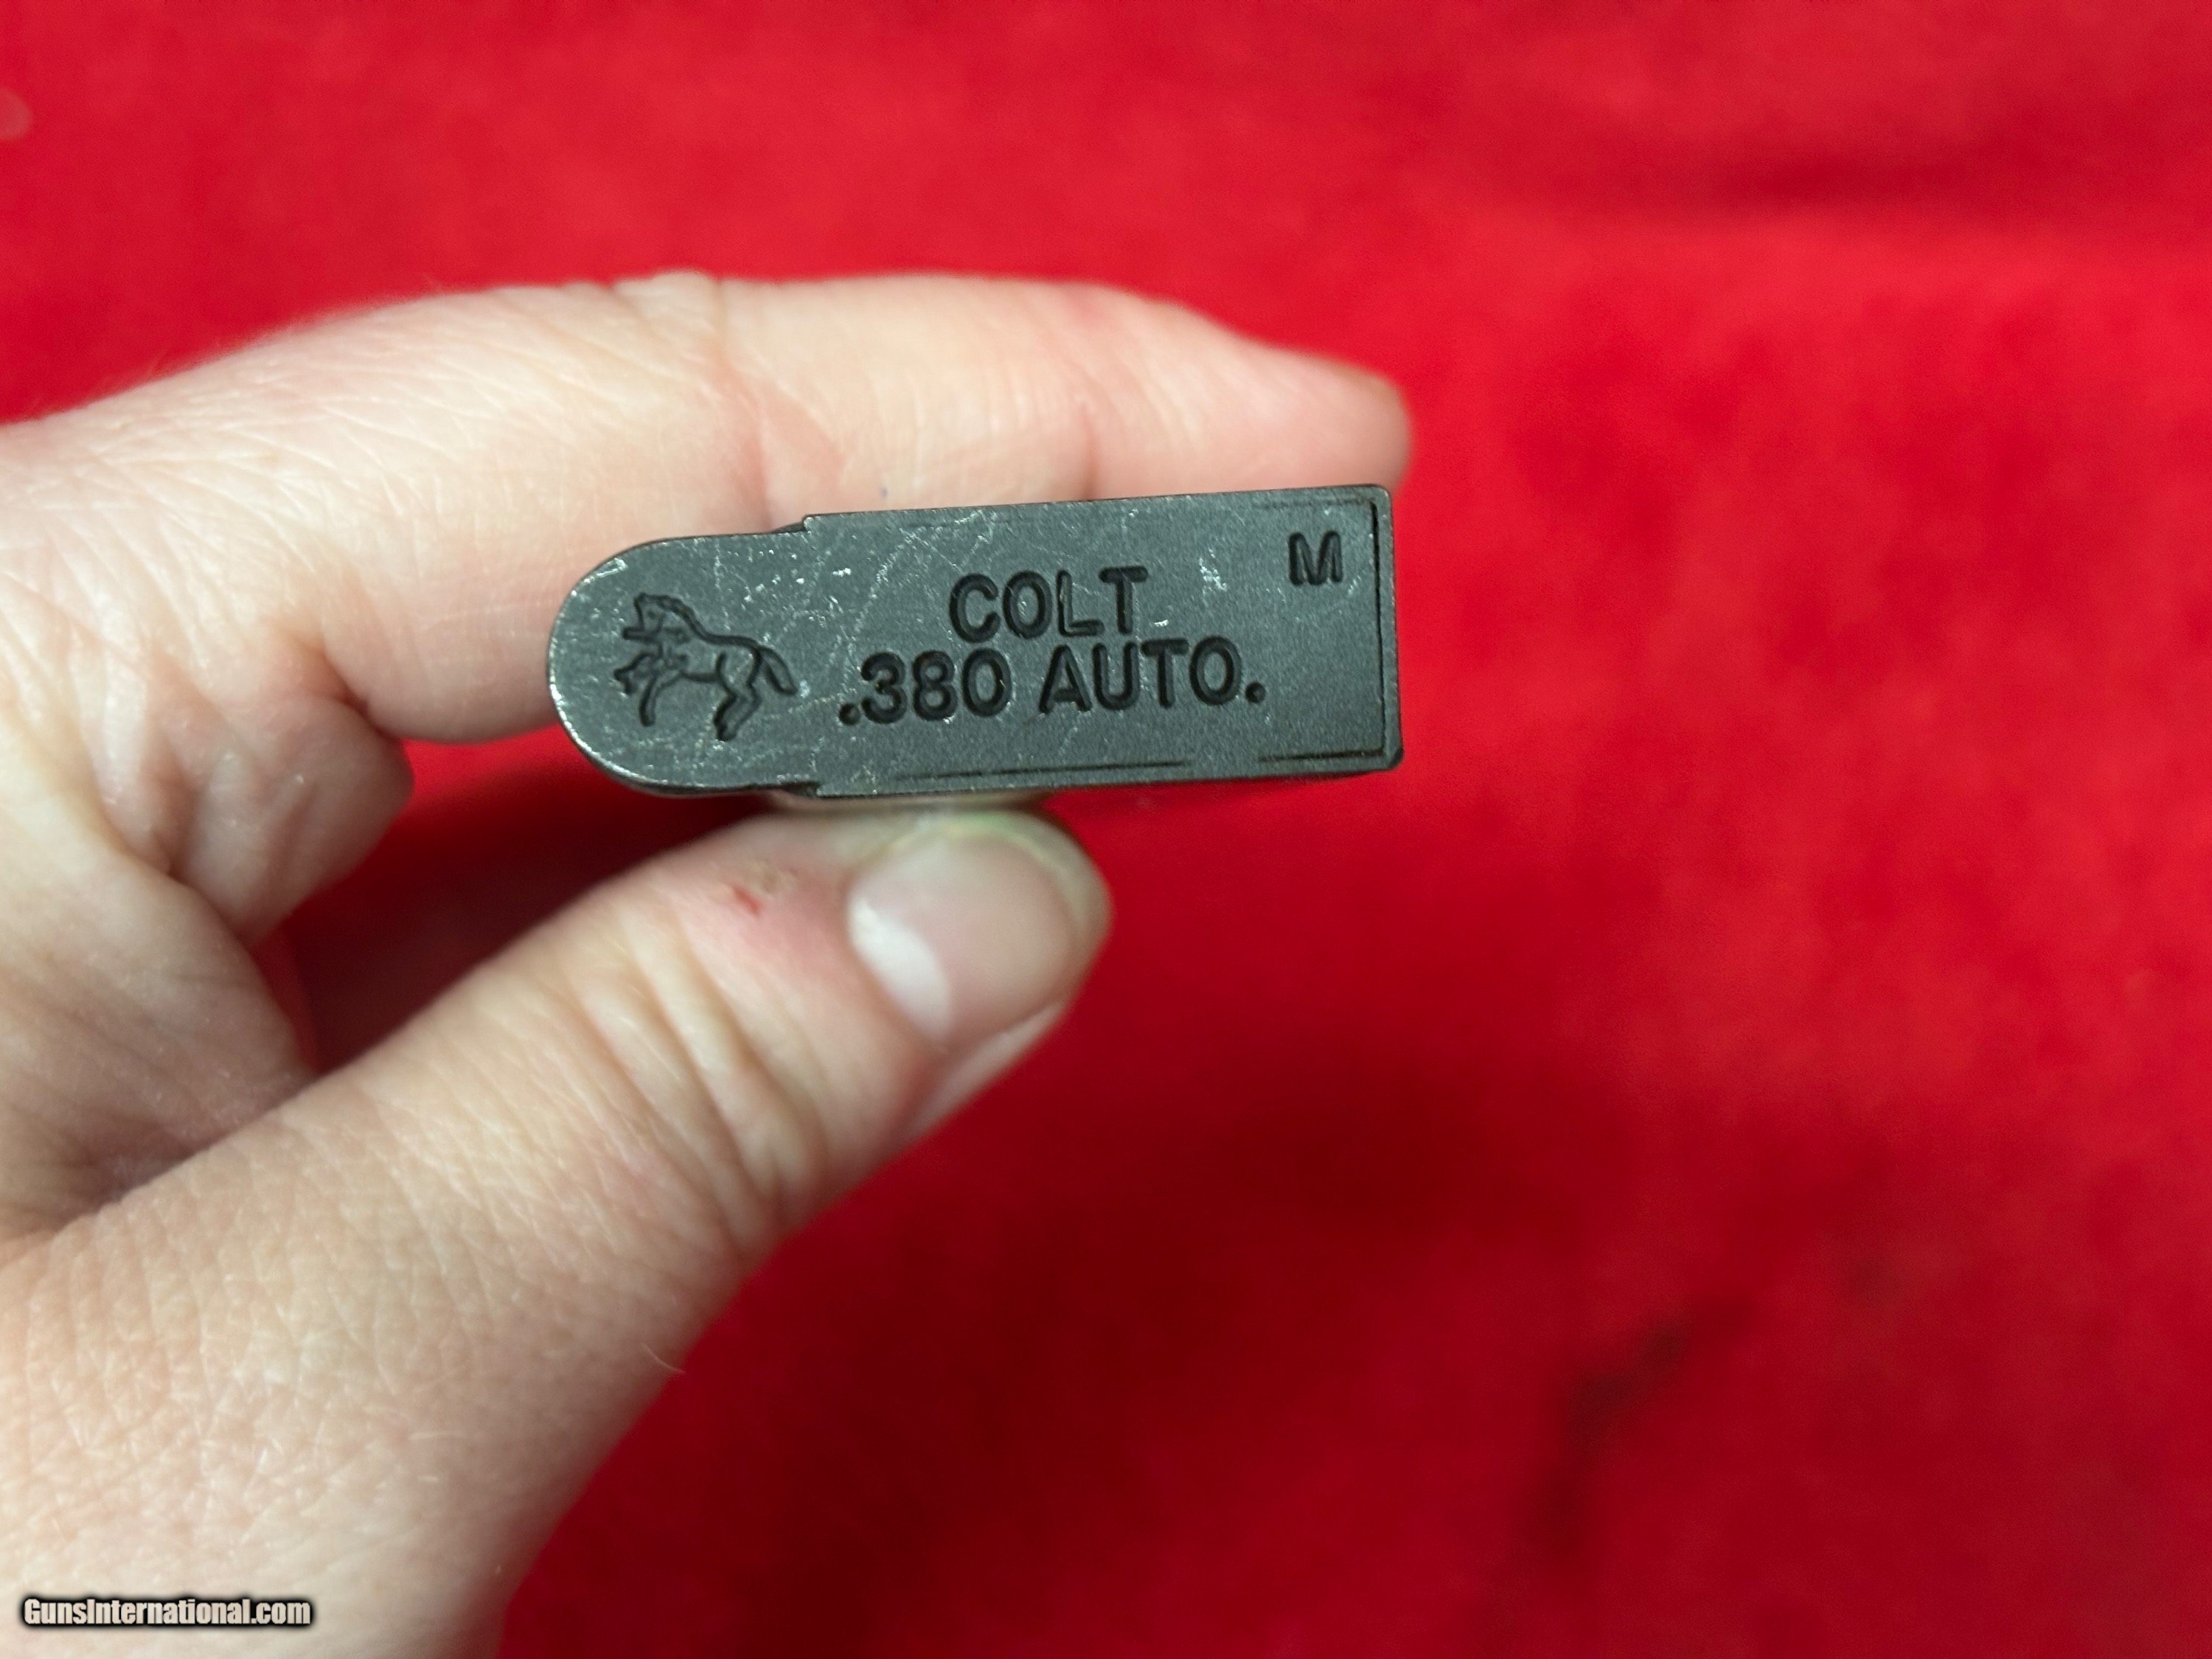 M
COLT
.380 AUTO.
GunsInternational.com